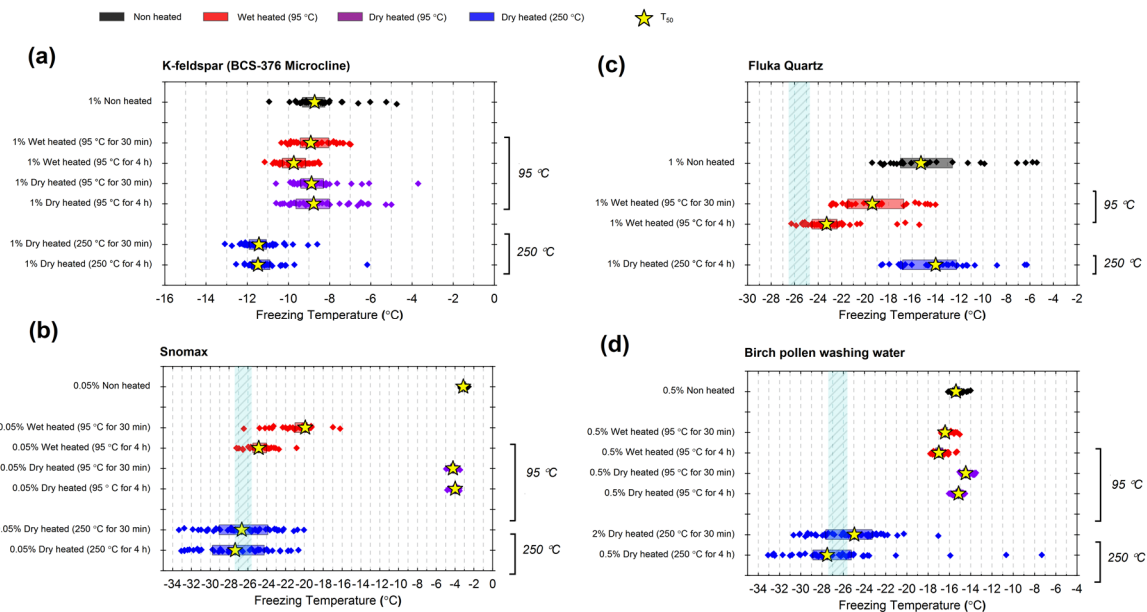 Non heated
Wet heated (95 °C)
Dry heated (95 °C)
Dry heated (250 °C)
T50
(a)
K-feldspar (BCS-376 Microcline)
1% Non heated
1% Wet heated (95 °C for 30 min)
1% Wet heated (95 °C for 4 h)
1% Dry heated (95 °C for 30 min)
1% Dry heated (95 °C for 4 h)
95 °C
1% Dry heated (250 °C for 30 min)
1% Dry heated (250 °C for 4 h)
250 °C
-16 -14 -12 -10 -8 -6 -4 -2 0
Freezing Temperature (°C)
(c)
Fluka Quartz
1% Non heated
1% Wet heated (95 °C for 30 min)
1% Wet heated (95 °C for 4 h)
95 °C
1% Dry heated (250 °C for 4 h)
250 °C
-30 -28 -26 -24 -22 -20 -18 -16 -14 -12 -10 -8 -6 -4 -2
Freezing Temperature (°C)
(b)
Snomax
0.05% Non heated
0.05% Wet heated (95 °C for 30 min)
0.05% Wet heated (95 °C for 4 h)
0.05% Dry heated (95 °C for 30 min)
0.05% Dry heated (95 °C for 4 h)
95 °C
.05% Dry heated (250 °C for 30 min)
0.05% Dry heated (250 °C for 4 h)
250 °C
-34 -32 -30 -28 -26 -24 -22 -20 -18 -16 -14 -12 -10 -8 -6 -4 -2 0
Freezing Temperature (°C)
(d)
Birch pollen washing water
0.5% Non heated
0.5% Wet heated (95 °C for 30 min)
0.5% Wet heated (95 °C for 4 h)
0.5% Dry heated (95 °C for 30 min)
0.5% Dry heated (95 °C for 4 h)
95 °C
2% Dry heated (250 °C for 30 min)
0.5% Dry heated (250 °C for 4 h)
250 °C
-34 -32 -30 -28 -26 -24 -22 -20 -18 -16 -14 -12 -10 -8 -6 -4
Freezing Temperature (°C)